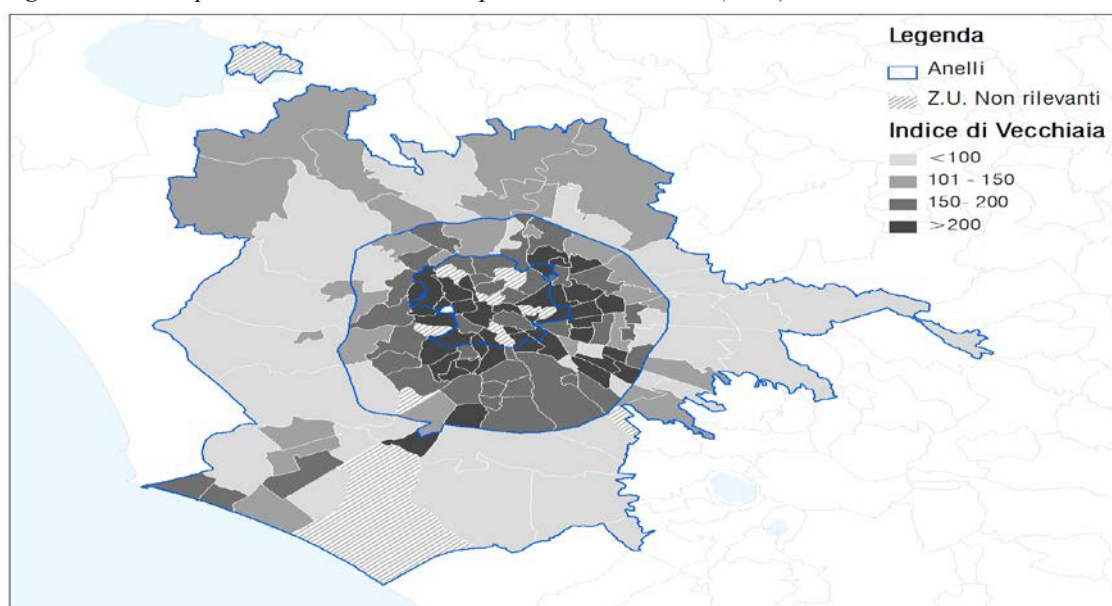 Legenda
Anelli
Z.U. Non rilevanti
Indice di Vecchiaia
<100
101 - 150
150- 200
>200